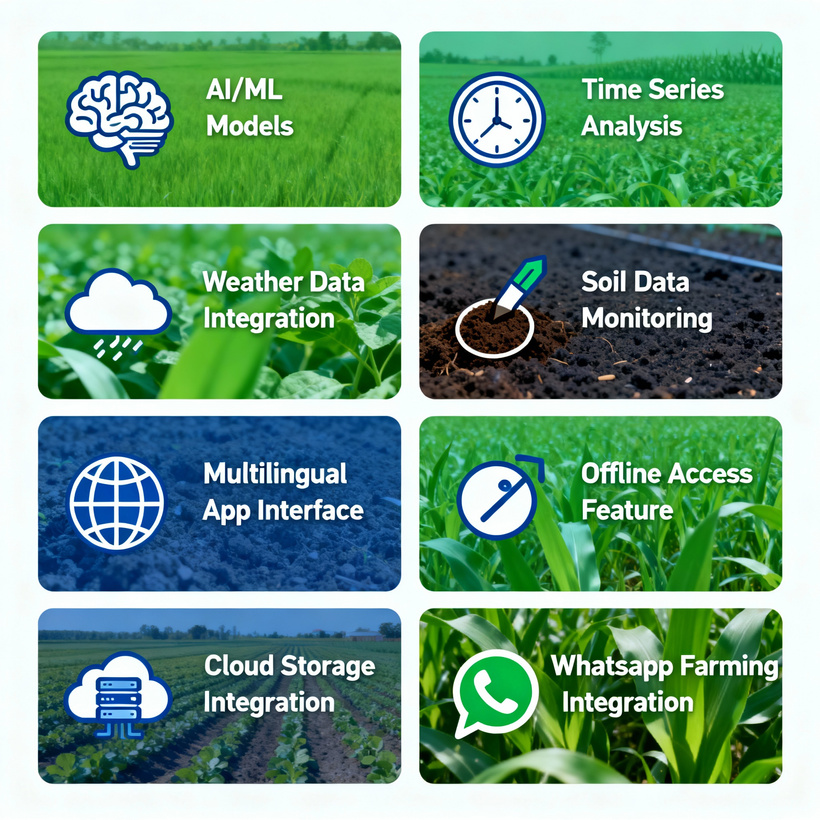 AI/ML
Models
Time Series
Analysis
Weather Data
Integration
Soil Data
Monitoring
Multilingual
App Interface
Offline Access
Feature
Cloud Storage
Integration
Whatsapp Farming
Integration